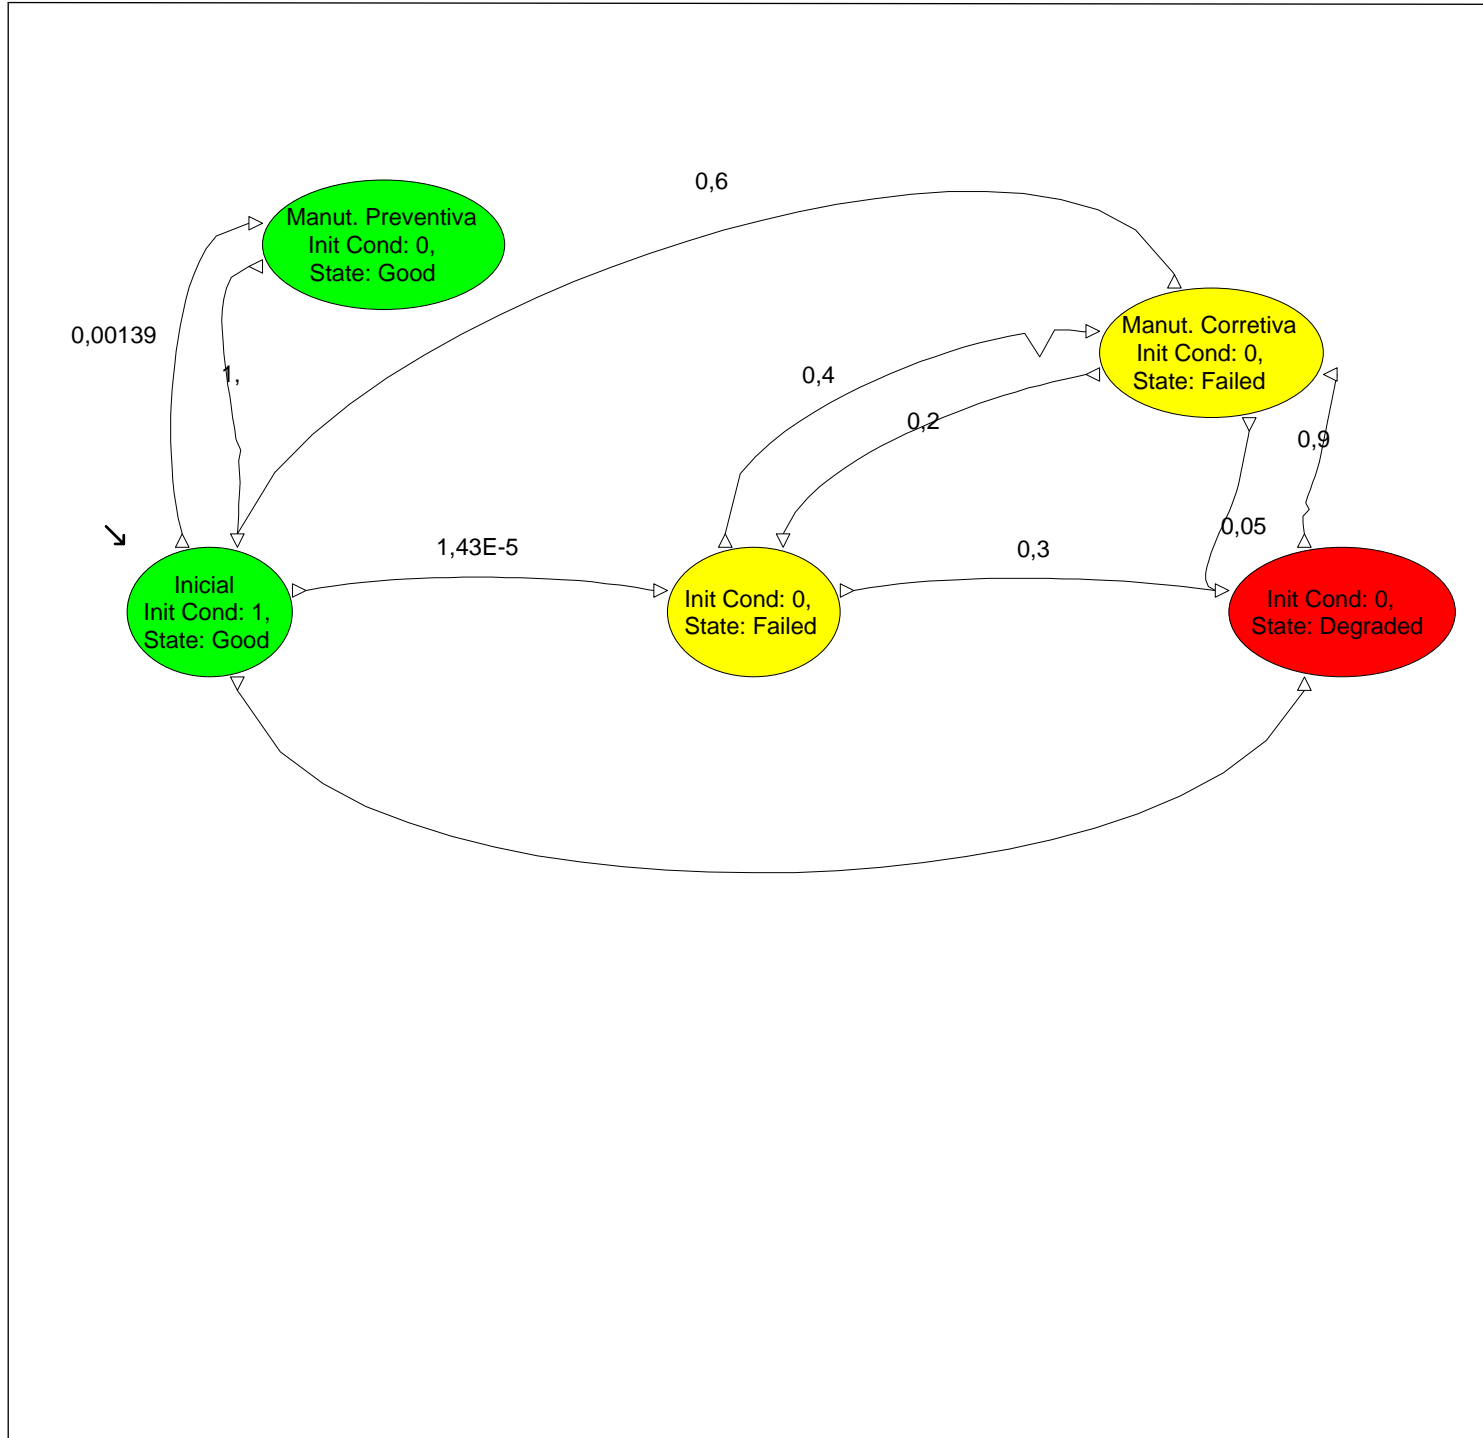 0,6
Manut. Preventiva
Init Cond: 0,
State: Good
0,00139
1,
Manut. Corretiva
Init Cond: 0,
State: Failed
0,4
0,2
0,9
0,05
1,43E-5
0,3
Inicial
Init Cond: 1,
State: Good
Init Cond: 0,
State: Failed
Init Cond: 0,
State: Degraded